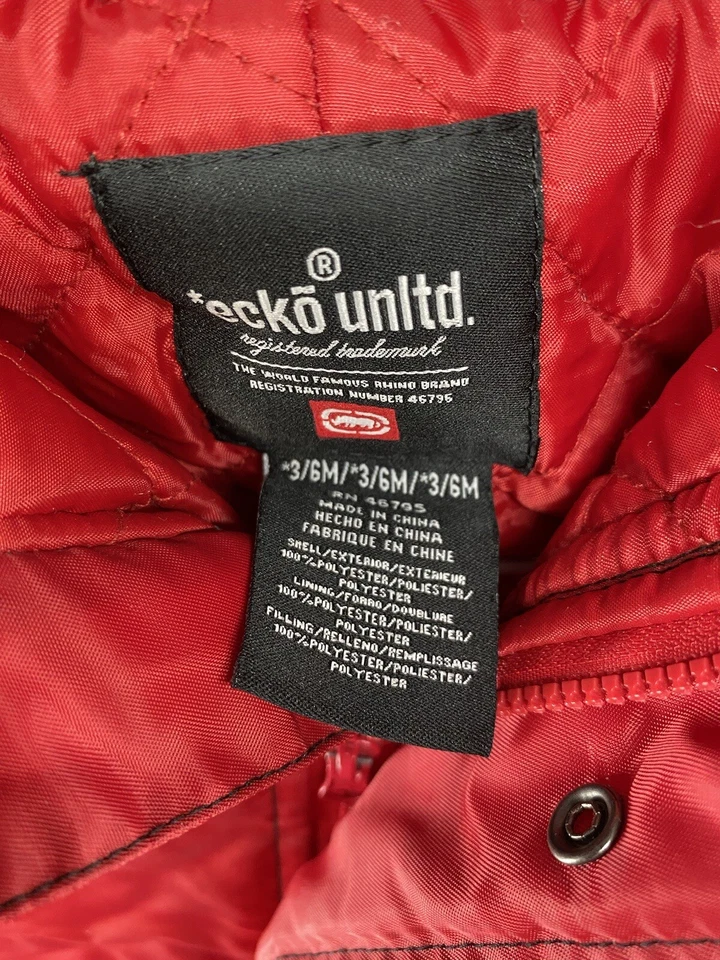 ®
*eckō unltd.
registered trademark
THE WORLD FAMOUS RHINO BRAND
REGISTRATION NUMBER 46795
*3/6M/*3/6M/*3/6M
RN 46795
MADE IN CHINA
HECHO EN CHINA
FABRIQUE EN CHINE
SHELL/EXTERIOR/EXTERIEUR
100%POLYESTER/POLIESTER/
POLYESTER
LINING/FORRO/DOUBLURE
100%POLYESTER/POLIESTER/
POLYESTER
FILLING/RELLENO/REMPLISSAGE
100%POLYESTER/POLIESTER/
POLYESTER